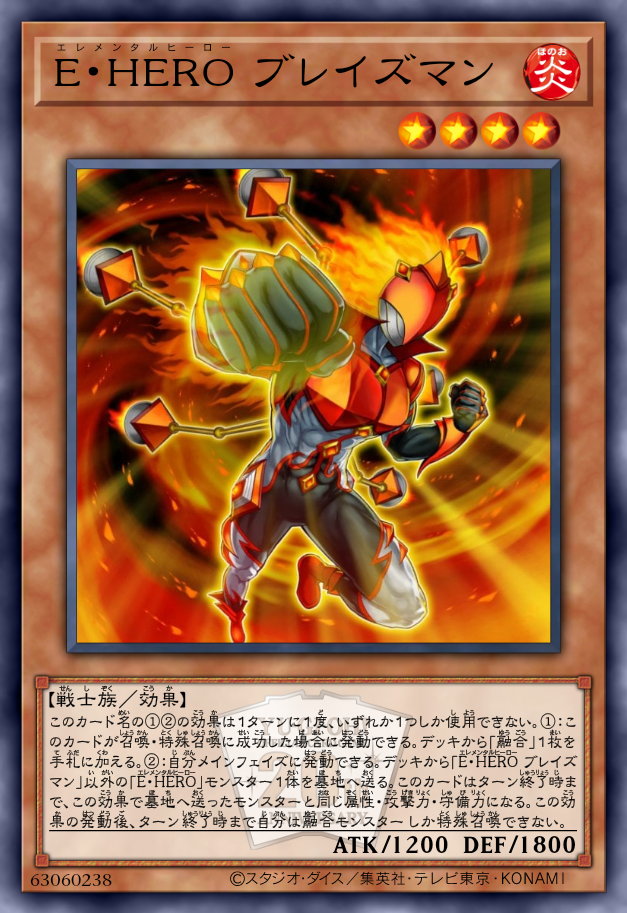 エレメンタルヒーロー
E・HERO ブレイズマン
ほのお
炎
【戦士族／効果】
このカード名の①②の効果は1ターンに1度、いずれか1つしか使用できない。①：こ
のカードが召喚・特殊召喚に成功した場合に発動できる。デッキから「融合」1枚を
手札に加える。②：自分メインフェイズに発動できる。デッキから「E・HERO ブレイズ
マン」以外の「E・HERO」モンスター1体を墓地へ送る。このカードはターン終了時ま
で、この効果で墓地へ送ったモンスターと同じ属性・攻撃力・守備力になる。この効
果の発動後、ターン終了時まで自分は融合モンスターしか特殊召喚できない。
ATK/1200 DEF/1800
63060238
©スタジオ・ダイス／集英社・テレビ東京・KONAMI